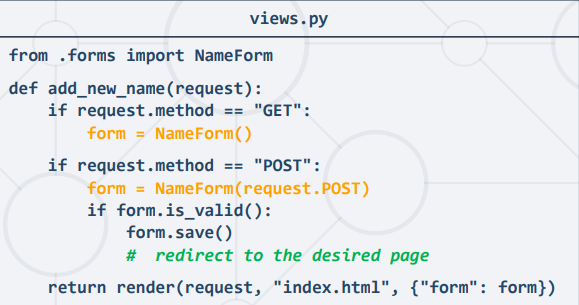 views.py
from .forms import NameForm
def add_new_name(request):
    if request.method == "GET":
        form = NameForm()
    if request.method == "POST":
        form = NameForm(request.POST)
        if form.is_valid():
            form.save()
            #  redirect to the desired page
    return render(request, "index.html", {"form": form})